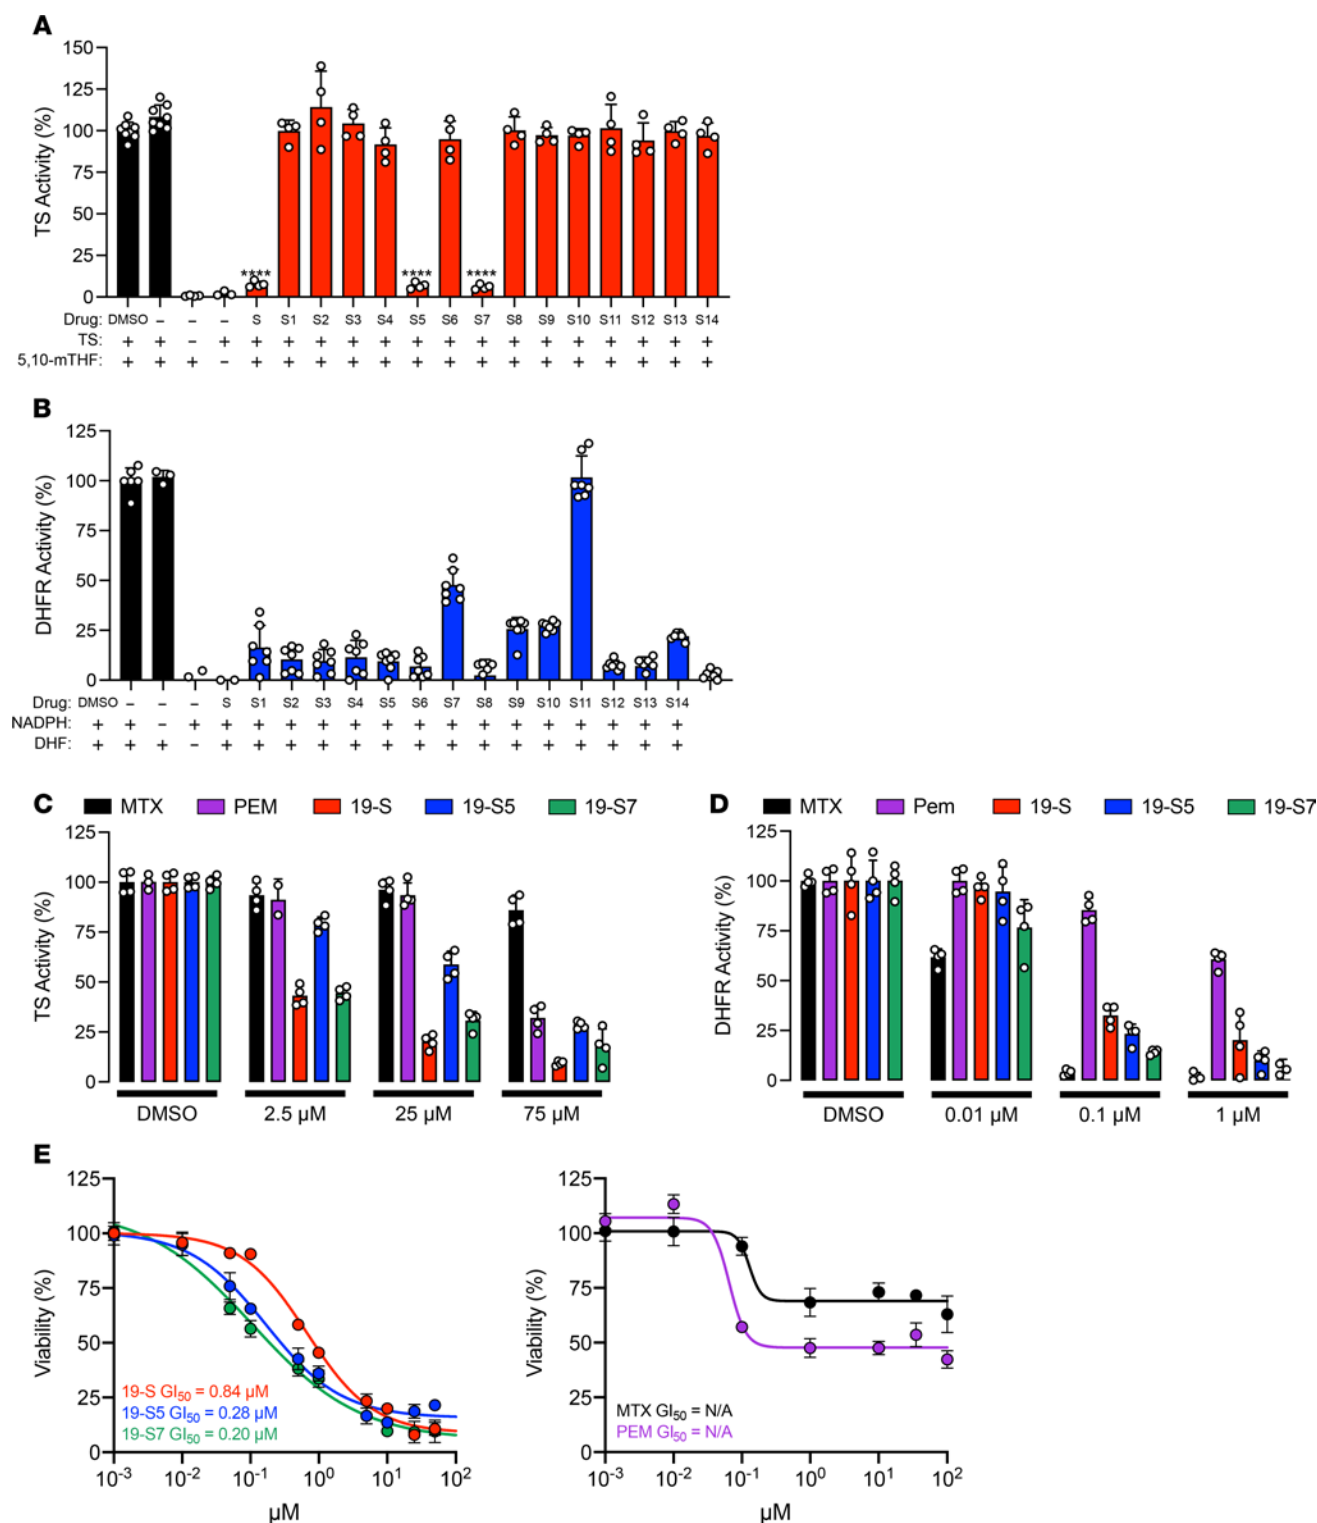 A
150
125
100
75
50
25
0
TS Activity (%)
**** **** ****
Drug: DMSO – – – S S1 S2 S3 S4 S5 S6 S7 S8 S9 S10 S11 S12 S13 S14
TS: + + – + + + + + + + + + + + + + + + +
5,10-mTHF: + + + – + + + + + + + + + + + + + + +
B
125
100
75
50
25
0
DHFR Activity (%)
Drug: DMSO – – – S S1 S2 S3 S4 S5 S6 S7 S8 S9 S10 S11 S12 S13 S14
NADPH: + + – + + + + + + + + + + + + + + + +
DHF: + + + – + + + + + + + + + + + + + + +
C
MTX PEM 19-S 19-S5 19-S7
125
100
75
50
25
0
TS Activity (%)
DMSO 2.5 µM 25 µM 75 µM
D
MTX Pem 19-S 19-S5 19-S7
125
100
75
50
25
0
DHFR Activity (%)
DMSO 0.01 µM 0.1 µM 1 µM
E
125
100
75
50
25
0
Viability (%)
19-S GI50 = 0.84 µM
19-S5 GI50 = 0.28 µM
19-S7 GI50 = 0.20 µM
10-3 10-2 10-1 100 101 102
µM
125
100
75
50
25
0
Viability (%)
MTX GI50 = N/A
PEM GI50 = N/A
10-3 10-2 10-1 100 101 102
µM